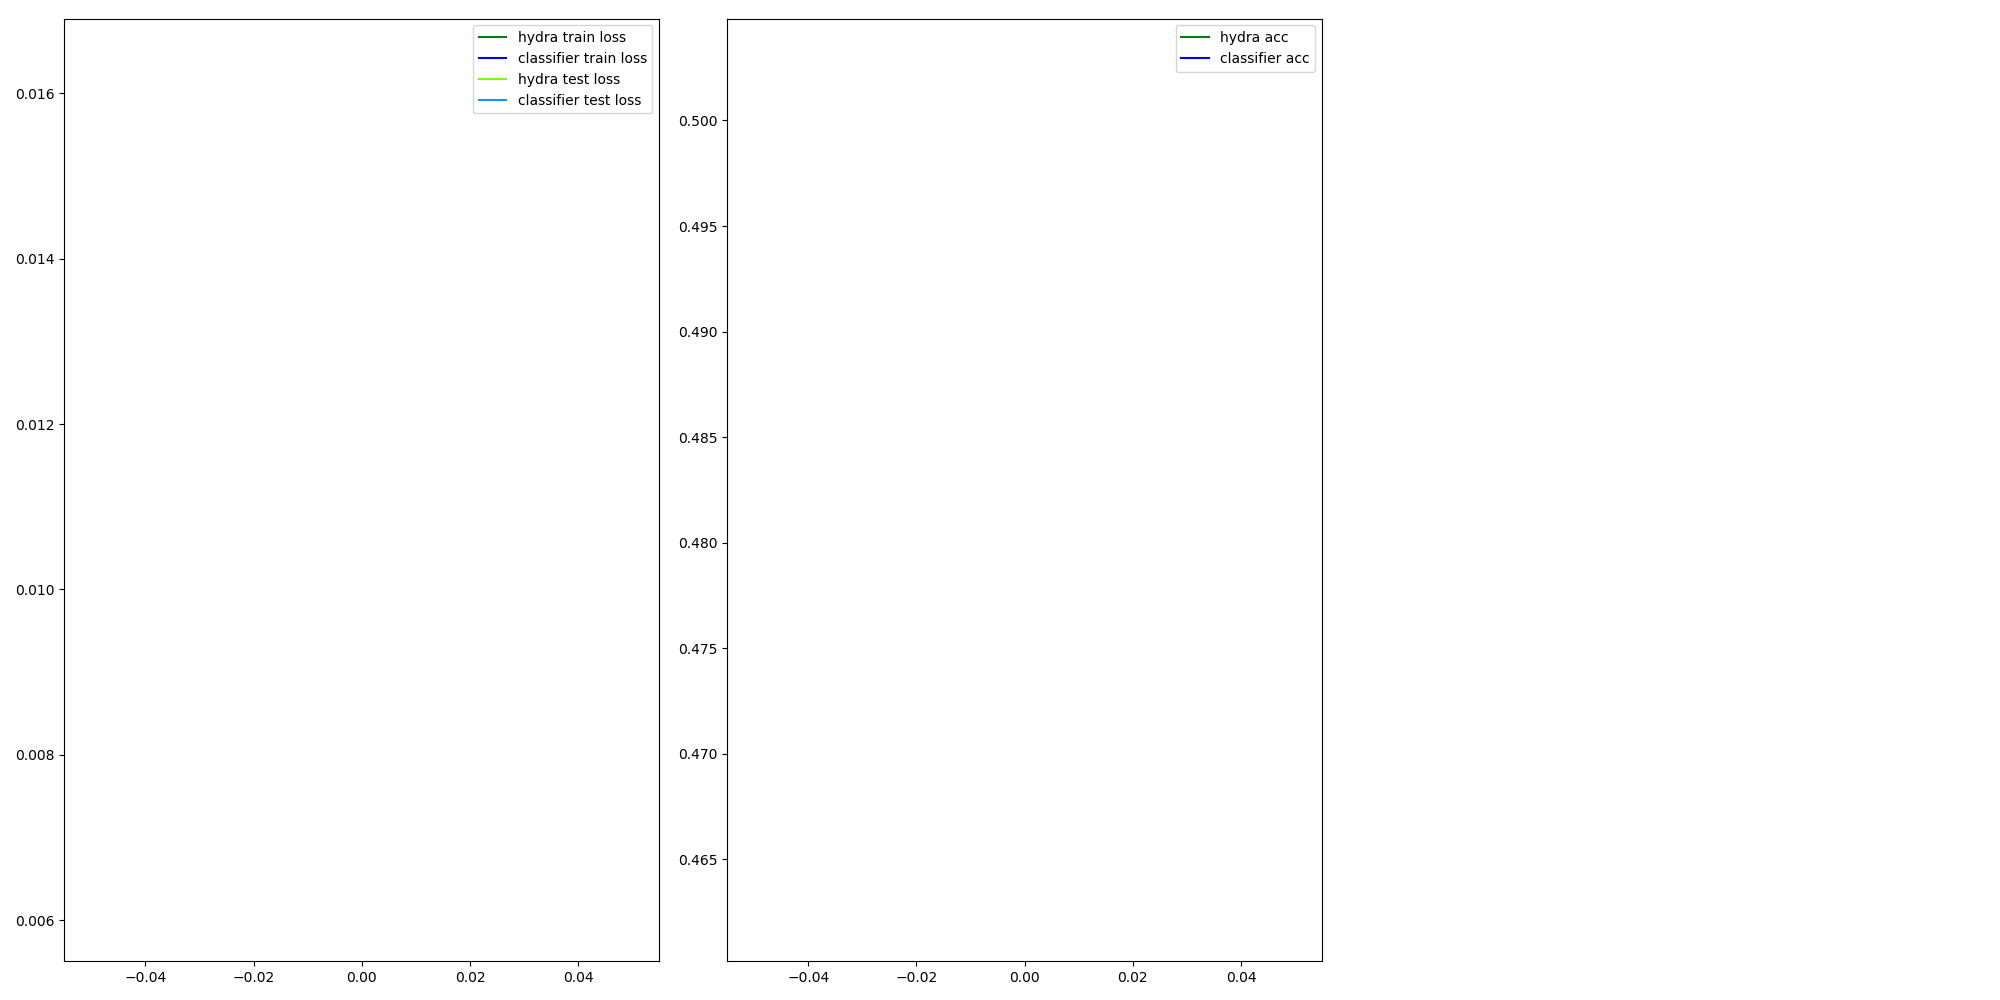 hydra train loss
classifier train loss
hydra test loss
classifier test loss
0.016
0.014
0.012
0.010
0.008
0.006
−0.04 −0.02 0.00 0.02 0.04
hydra acc
classifier acc
0.500
0.495
0.490
0.485
0.480
0.475
0.470
0.465
−0.04 −0.02 0.00 0.02 0.04